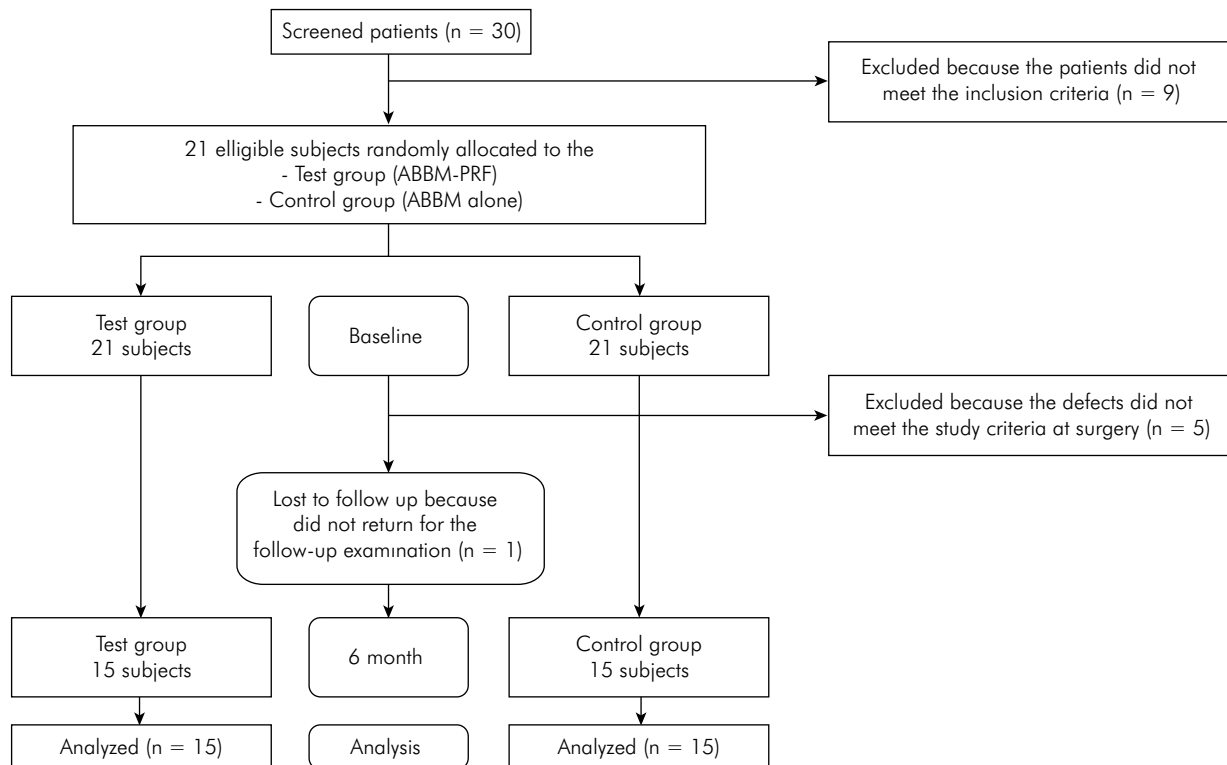 Screened patients (n = 30)
Excluded because the patients did not
meet the inclusion criteria (n = 9)
21 elligible subjects randomly allocated to the
- Test group (ABBM-PRF)
- Control group (ABBM alone)
Test group
21 subjects
Baseline
Control group
21 subjects
Excluded because the defects did not
meet the study criteria at surgery (n = 5)
Lost to follow up because
did not return for the
follow-up examination (n = 1)
Test group
15 subjects
6 month
Control group
15 subjects
Analyzed (n = 15)
Analysis
Analyzed (n = 15)